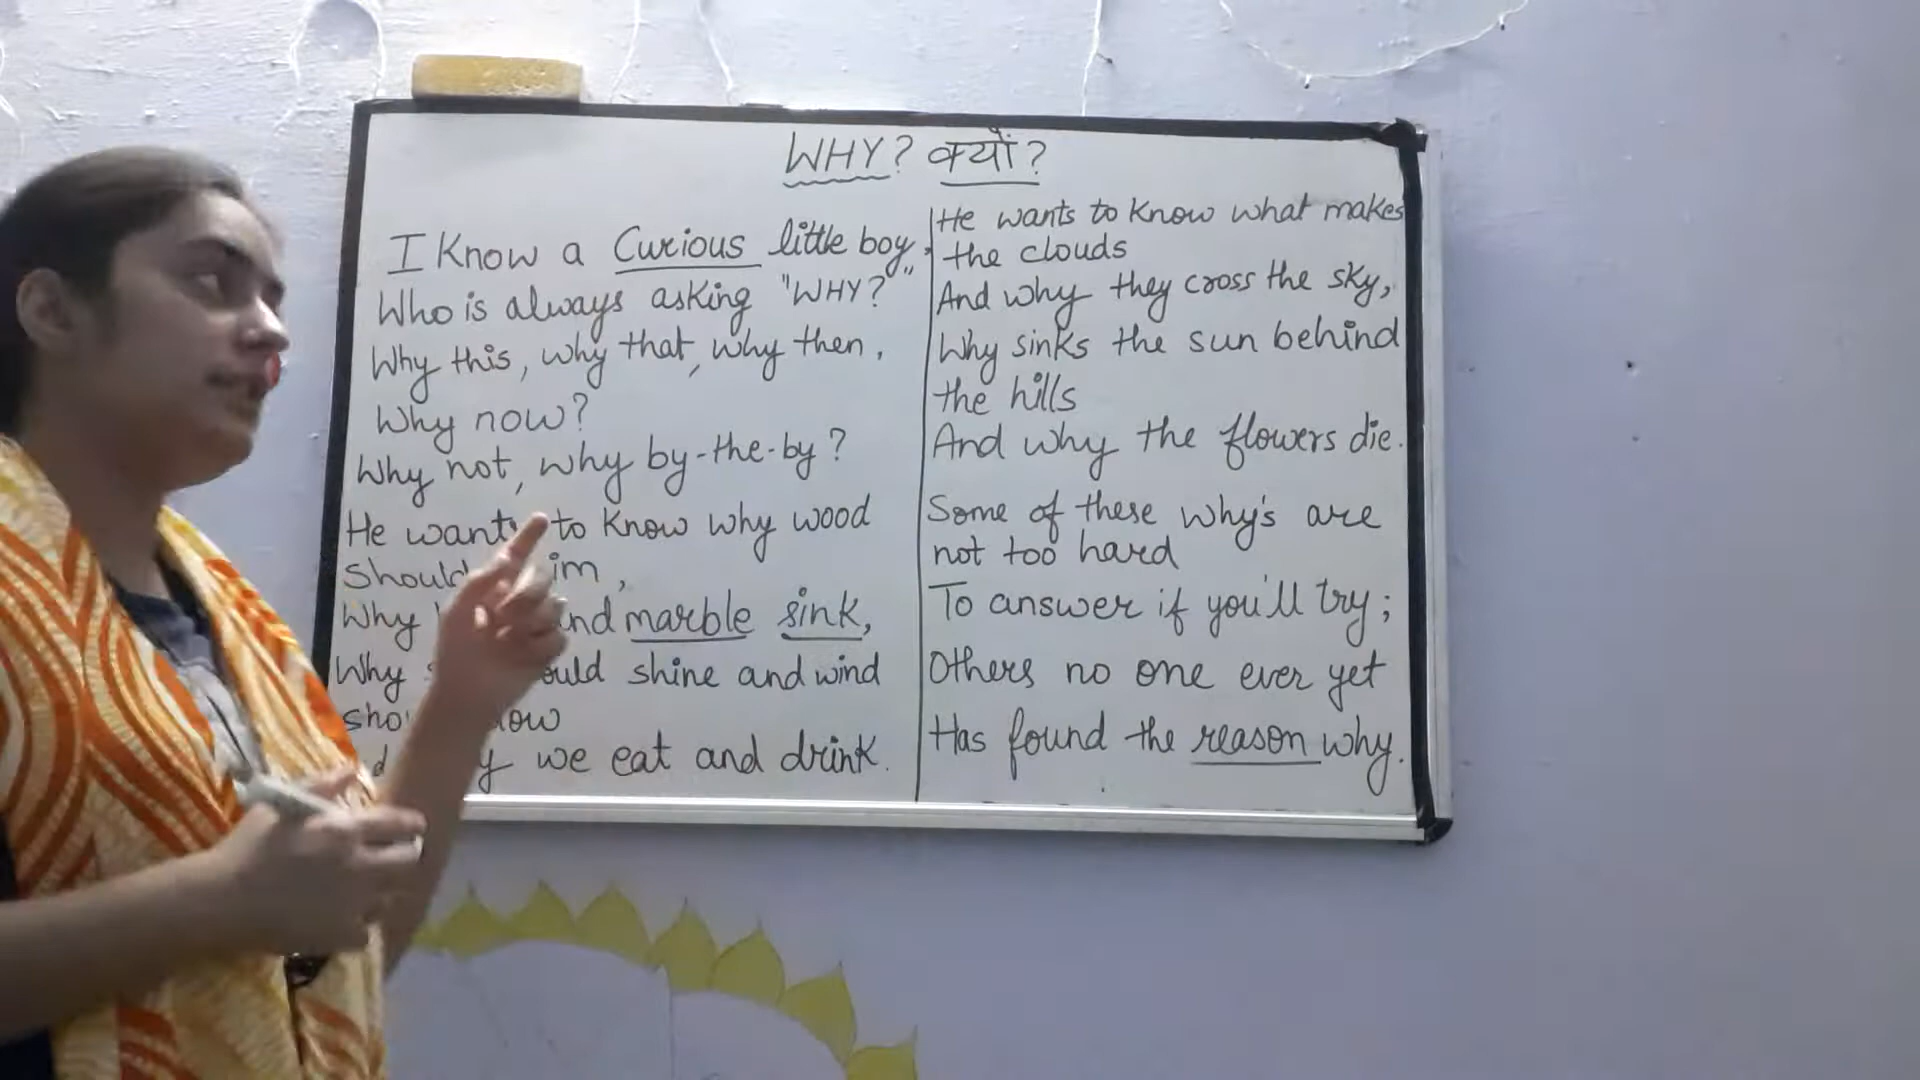 WHY? क्यों?
I Know a Curious little boy,
Who is always asking "WHY?"
Why this, why that, why then,
Why now?
Why not, why by-the-by?
He wants to Know why wood
Should
Why and marble sink,
Why should shine and wind
we eat and drink.
He wants to Know what makes
the clouds
And why they cross the sky,
Why sinks the sun behind
the hills
And why the flowers die.
Some of these why's are
not too hard
To answer if you'll try;
Others no one ever yet
Has found the reason why.